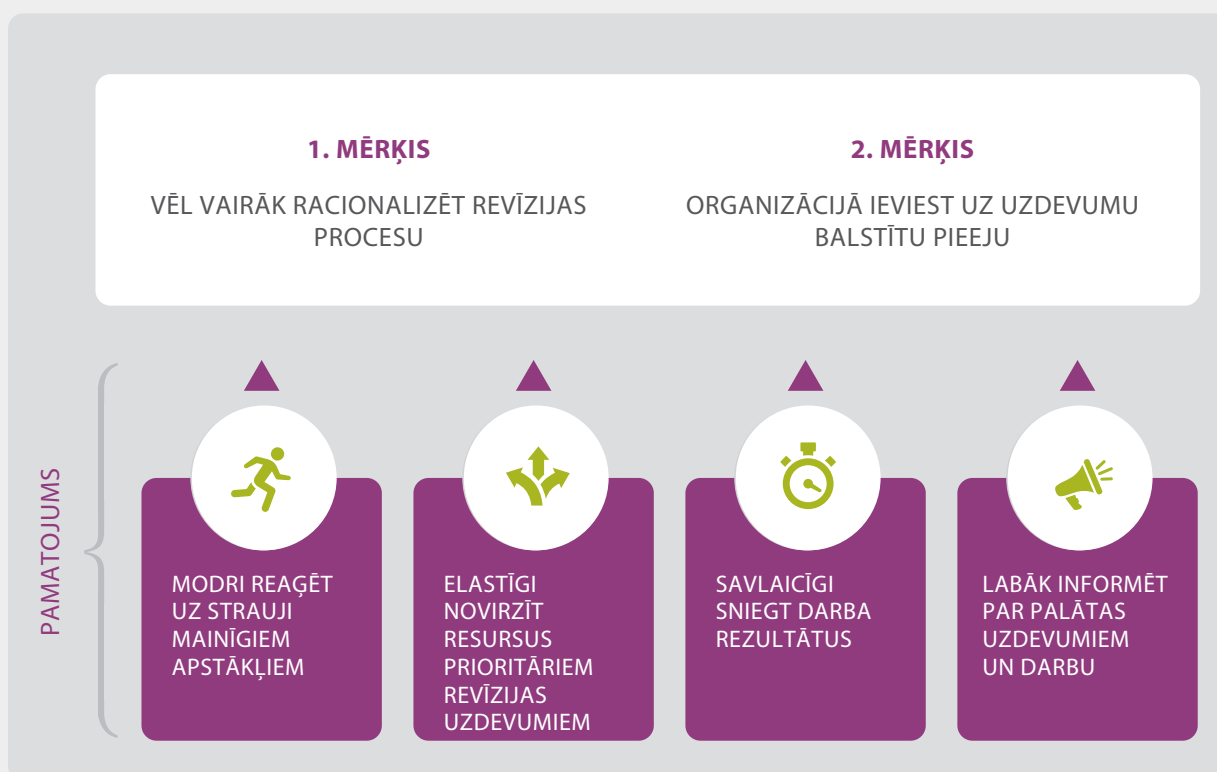 1. MĒRĶIS
VĒL VAIRĀK RACIONALIZĒT REVĪZIJAS
PROCESU
2. MĒRĶIS
ORGANIZĀCIJĀ IEVIEST UZ UZDEVUMU
BALSTĪTU PIEEJU
PAMATOJUMS
MODRI REAĢĒT
UZ STRAUJI
MAINĪGIEM
APSTĀKĻIEM
ELASTĪGI
NOVIRZĪT
RESURSUS
PRIORITĀRIEM
REVĪZIJAS
UZDEVUMIEM
SAVLAICĪGI
SNIEGT DARBA
REZULTĀTUS
LABĀK INFORMĒT
PAR PALĀTAS
UZDEVUMIEM
UN DARBU